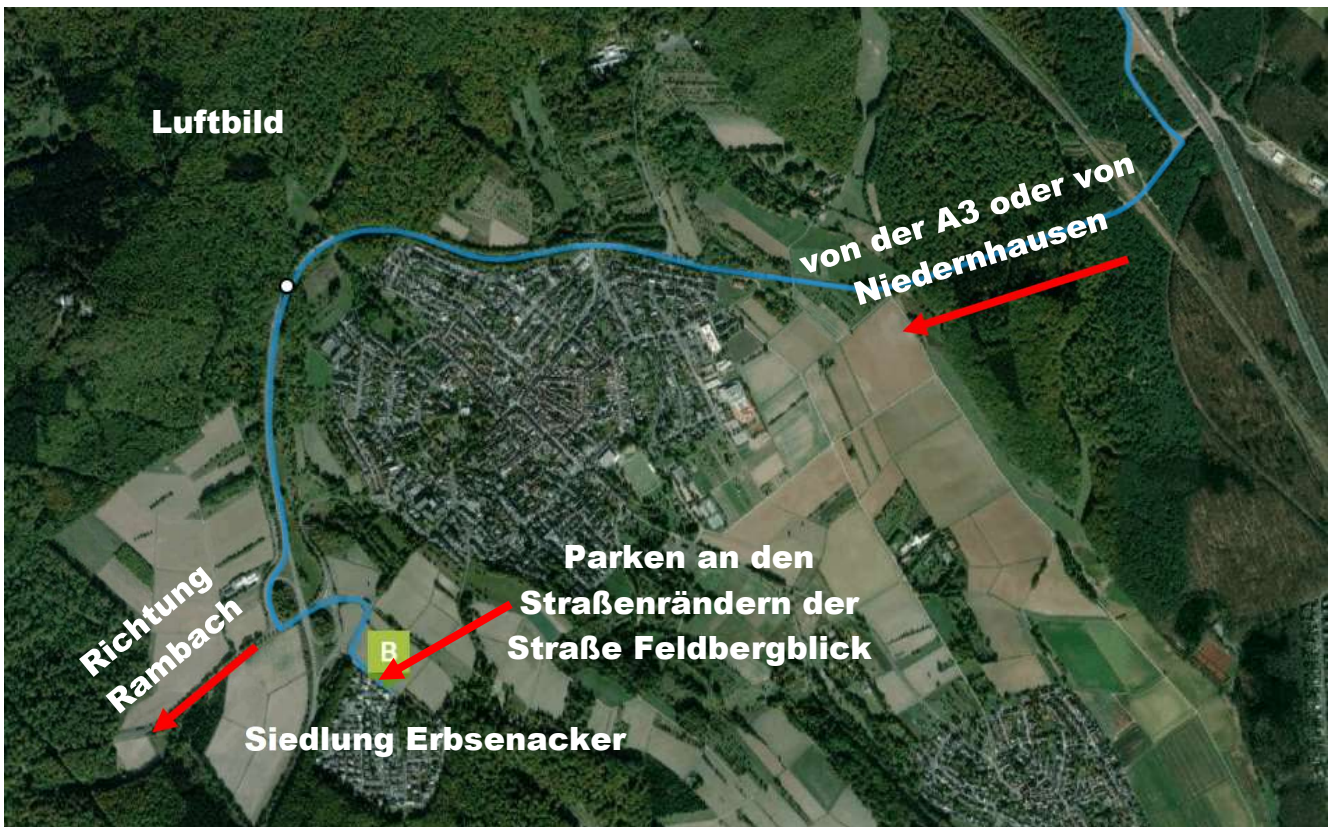 Luftbild
von der A3 oder von
Niedernhausen
Parken an den
Straßenrändern der
Straße Feldbergblick
Richtung
Rambach
B
Siedlung Erbsenacker